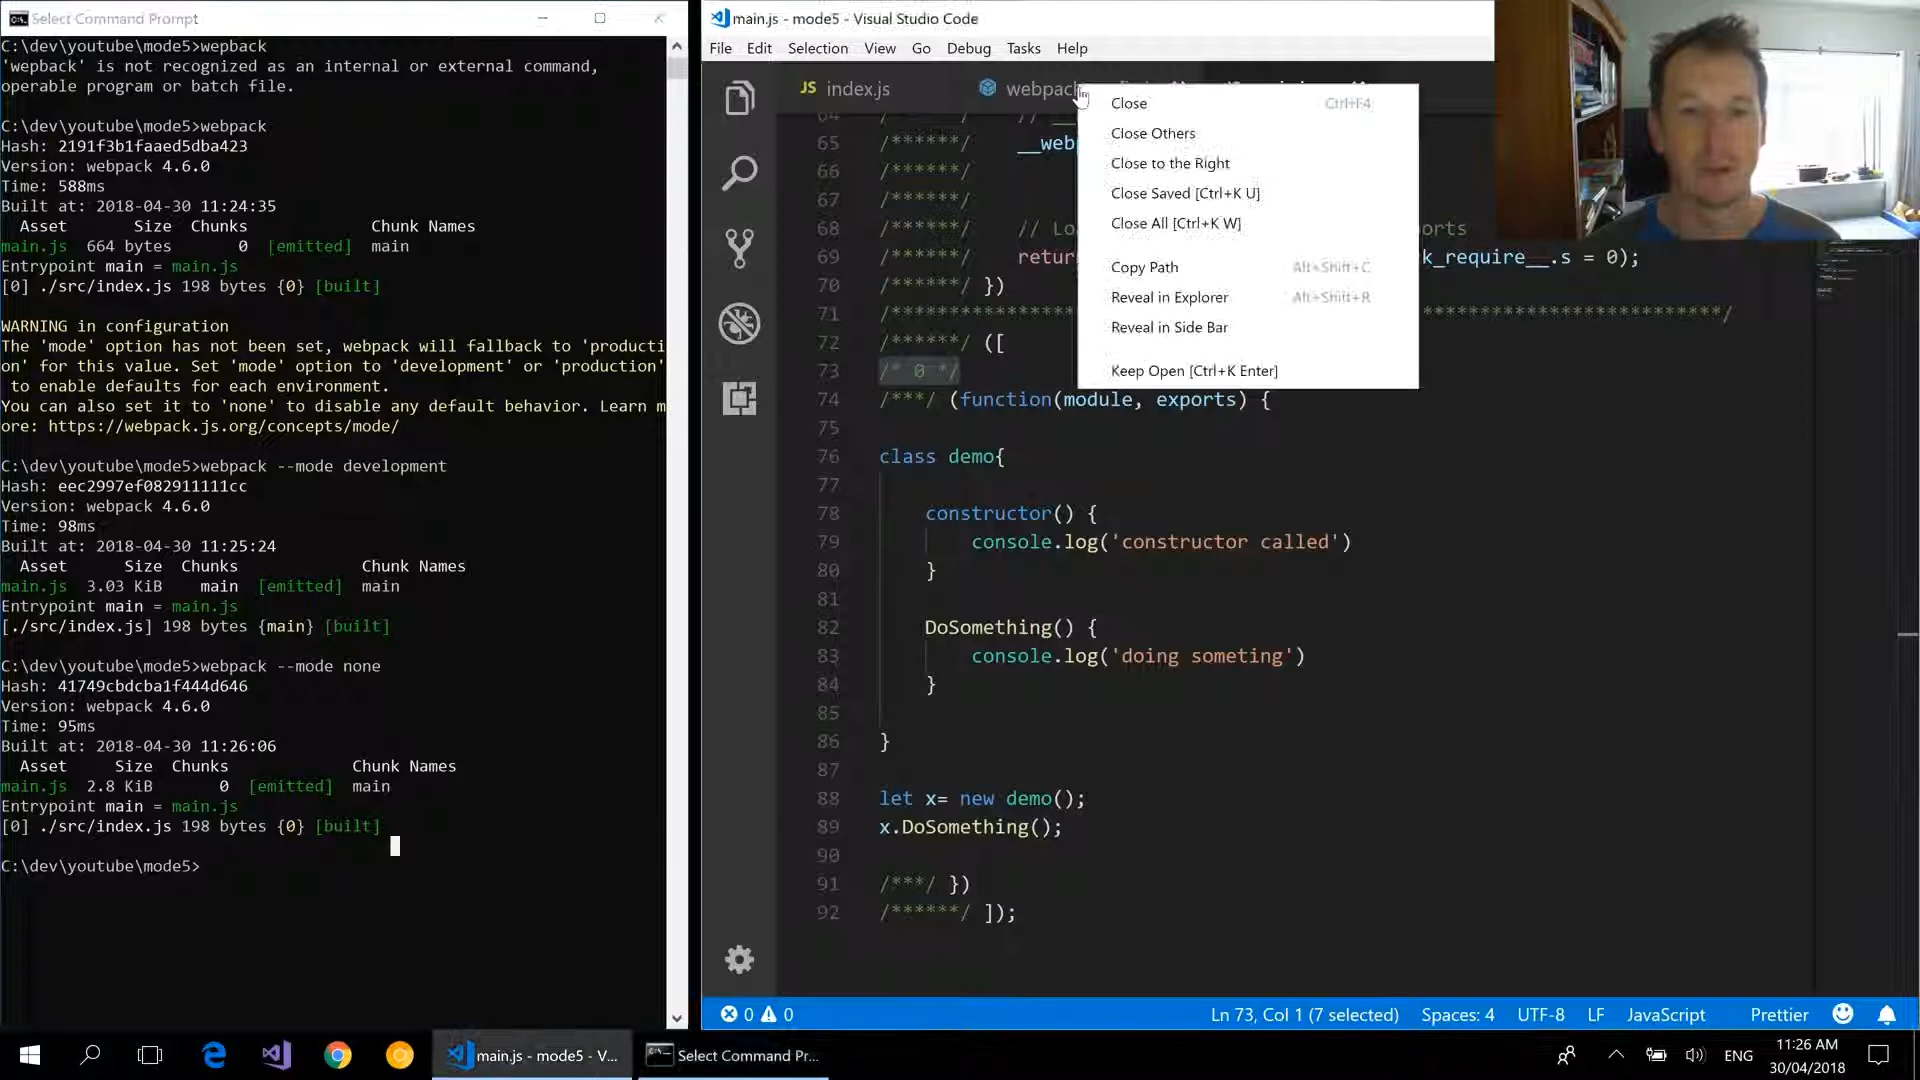 Select Command Prompt
C:\dev\youtube\mode5>wepback
'wepback' is not recognized as an internal or external command,
operable program or batch file.
C:\dev\youtube\mode5>webpack
Hash: 2191f3b1faaed5dba423
Version: webpack 4.6.0
Time: 588ms
Built at: 2018-04-30 11:24:35
Asset Size Chunks Chunk Names
main.js 664 bytes 0 [emitted] main
Entrypoint main = main.js
[0] ./src/index.js 198 bytes {0} [built]
WARNING in configuration
The 'mode' option has not been set, webpack will fallback to 'producti
on' for this value. Set 'mode' option to 'development' or 'production'
to enable defaults for each environment.
You can also set it to 'none' to disable any default behavior. Learn m
ore: https://webpack.js.org/concepts/mode/
C:\dev\youtube\mode5>webpack --mode development
Hash: eec2997ef082911111cc
Version: webpack 4.6.0
Time: 98ms
Built at: 2018-04-30 11:25:24
Asset Size Chunks Chunk Names
main.js 3.03 KiB main [emitted] main
Entrypoint main = main.js
[./src/index.js] 198 bytes {main} [built]
C:\dev\youtube\mode5>webpack --mode none
Hash: 41749cbdcba1f444d646
Version: webpack 4.6.0
Time: 95ms
Built at: 2018-04-30 11:26:06
Asset Size Chunks Chunk Names
main.js 2.8 KiB 0 [emitted] main
Entrypoint main = main.js
[0] ./src/index.js 198 bytes {0} [built]
C:\dev\youtube\mode5>
main.js - mode5 - Visual Studio Code
File Edit Selection View Go Debug Tasks Help
JS index.js webpack
Close Ctrl+F4
Close Others
Close to the Right
Close Saved [Ctrl+K U]
Close All [Ctrl+K W]
Copy Path Alt+Shift+C
Reveal in Explorer Alt+Shift+R
Reveal in Side Bar
Keep Open [Ctrl+K Enter]
64 /******/ //
65 /******/ __web
66 /******/
67 /******/
68 /******/ // Lo orts
69 /******/ retur k_require__.s = 0);
70 /******/ })
71 /************************************/
72 /******/ ([
73 /* 0 */
74 /***/ (function(module, exports) {
75
76 class demo{
77
78 constructor() {
79 console.log('constructor called')
80 }
81
82 DoSomething() {
83 console.log('doing someting')
84 }
85
86 }
87
88 let x= new demo();
89 x.DoSomething();
90
91 /***/ })
92 /******/ ]);
0 0 Ln 73, Col 1 (7 selected) Spaces: 4 UTF-8 LF JavaScript Prettier
main.js - mode5 - V... Select Command Pr... ENG 11:26 AM
30/04/2018